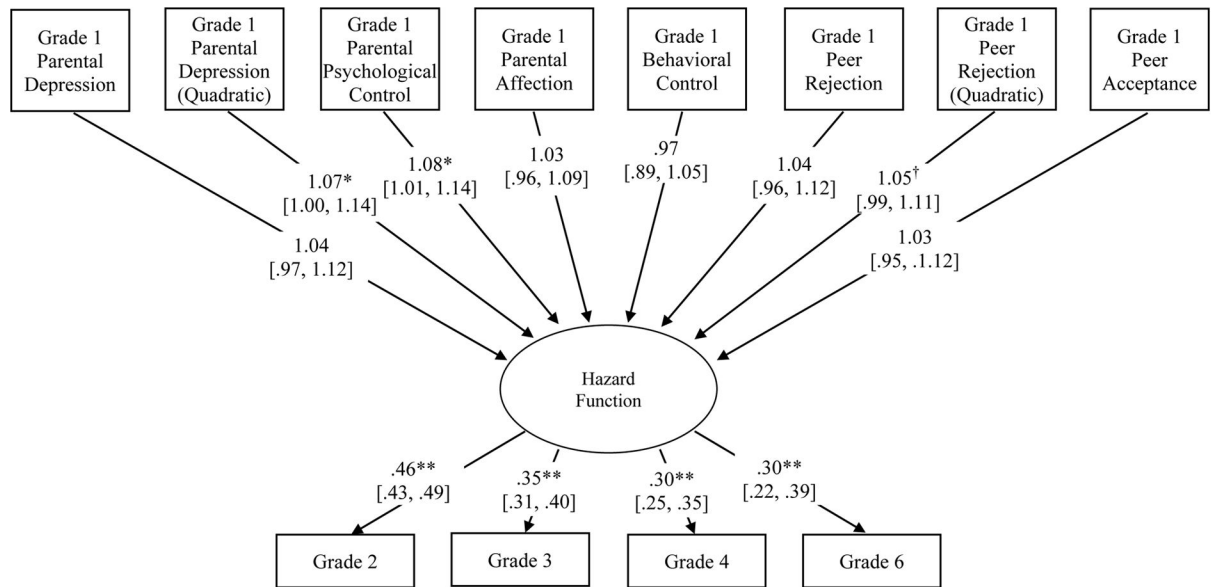 Grade 1
Parental
Depression
Grade 1
Parental
Depression
(Quadratic)
Grade 1
Parental
Psychological
Control
Grade 1
Parental
Affection
Grade 1
Behavioral
Control
Grade 1
Peer
Rejection
Grade 1
Peer
Rejection
(Quadratic)
Grade 1
Peer
Acceptance
1.04
[.97, 1.12]
1.07*
[1.00, 1.14]
1.08*
[1.01, 1.14]
1.03
[.96, 1.09]
.97
[.89, 1.05]
1.04
[.96, 1.12]
1.05†
[.99, 1.11]
1.03
[.95, .1.12]
Hazard
Function
.46**
[.43, .49]
.35**
[.31, .40]
.30**
[.25, .35]
.30**
[.22, .39]
Grade 2
Grade 3
Grade 4
Grade 6